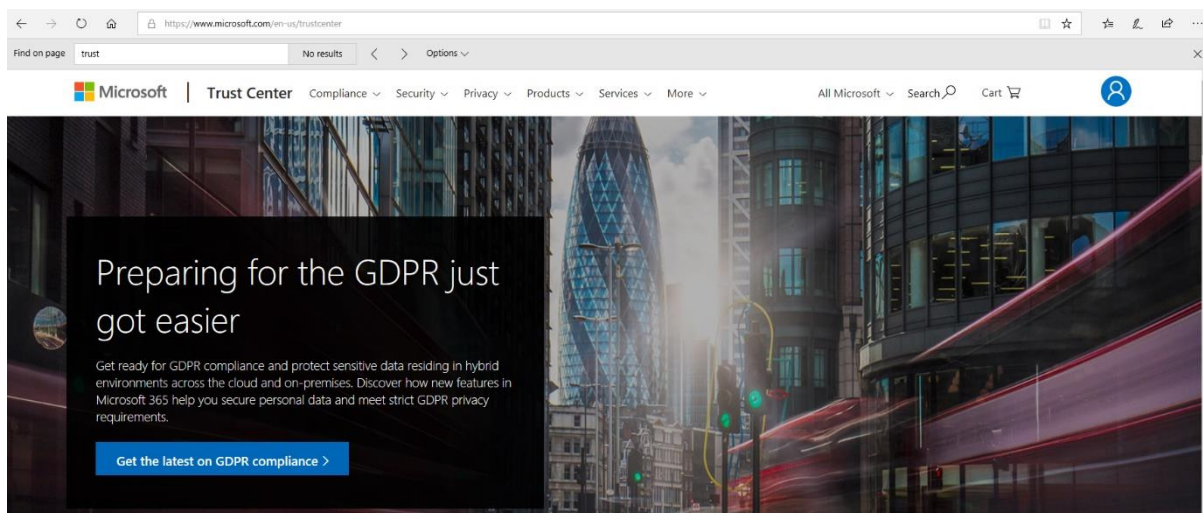 https://www.microsoft.com/en-us/trustcenter
Find on page trust No results Options
Microsoft Trust Center Compliance Security Privacy Products Services More All Microsoft Search Cart
Preparing for the GDPR just
got easier
Get ready for GDPR compliance and protect sensitive data residing in hybrid
environments across the cloud and on-premises. Discover how new features in
Microsoft 365 help you secure personal data and meet strict GDPR privacy
requirements.
Get the latest on GDPR compliance >